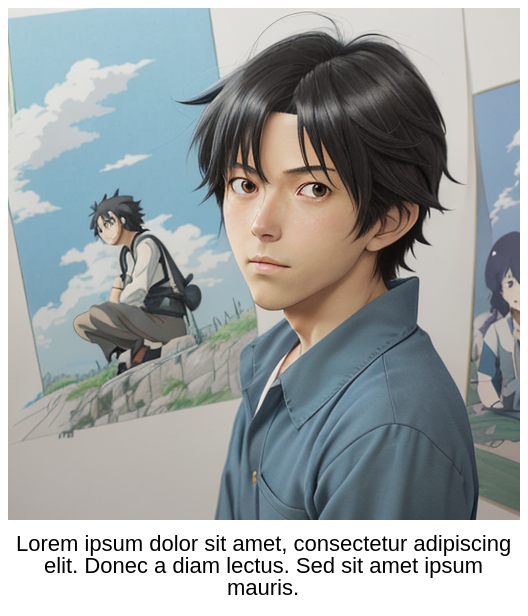 Lorem ipsum dolor sit amet, consectetur adipiscing
elit. Donec a diam lectus. Sed sit amet ipsum
mauris.